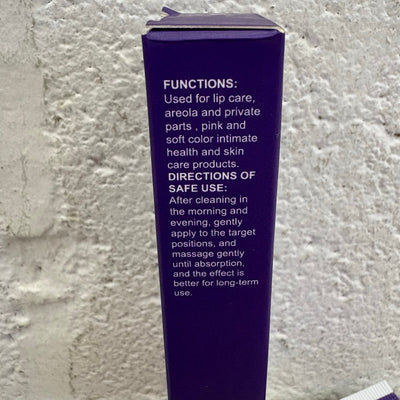 FUNCTIONS:
Used for lip care,
areola and private
parts , pink and
soft color intimate
health and skin
care products.
DIRECTIONS OF
SAFE USE:
After cleaning in
the morning and
evening, gently
apply to the target
positions, and
massage gently
until absorption,
and the effect is
better for long-term
use.